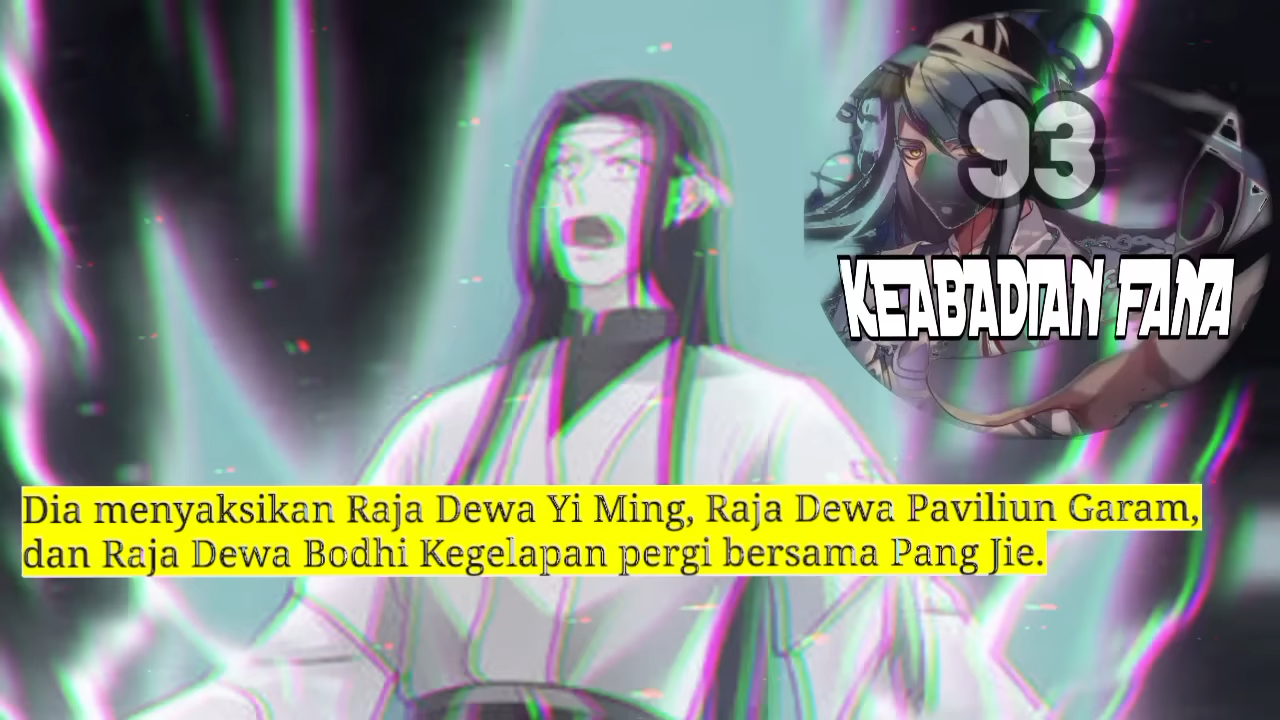 93
KEABADIAN FANA
Dia menyaksikan Raja Dewa Yi Ming, Raja Dewa Paviliun Garam,
dan Raja Dewa Bodhi Kegelapan pergi bersama Pang Jie.